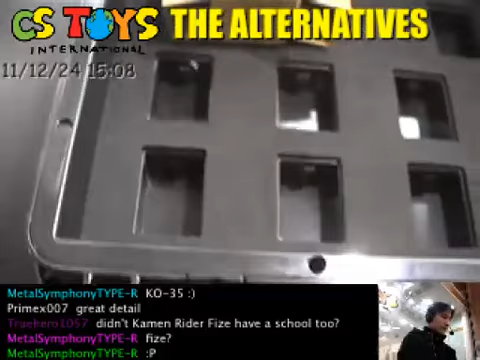 CS TOYS THE ALTERNATIVES
INTERNATIONAL
11/12/24 15:08
MetalSymphonyTYPE-R KO-35 :)
Primex007 great detail
Traehero1057 didn't Kamen Rider Fize have a school too?
MetalSymphonyTYPE-R fize?
MetalSymphonyTYPE-R :P